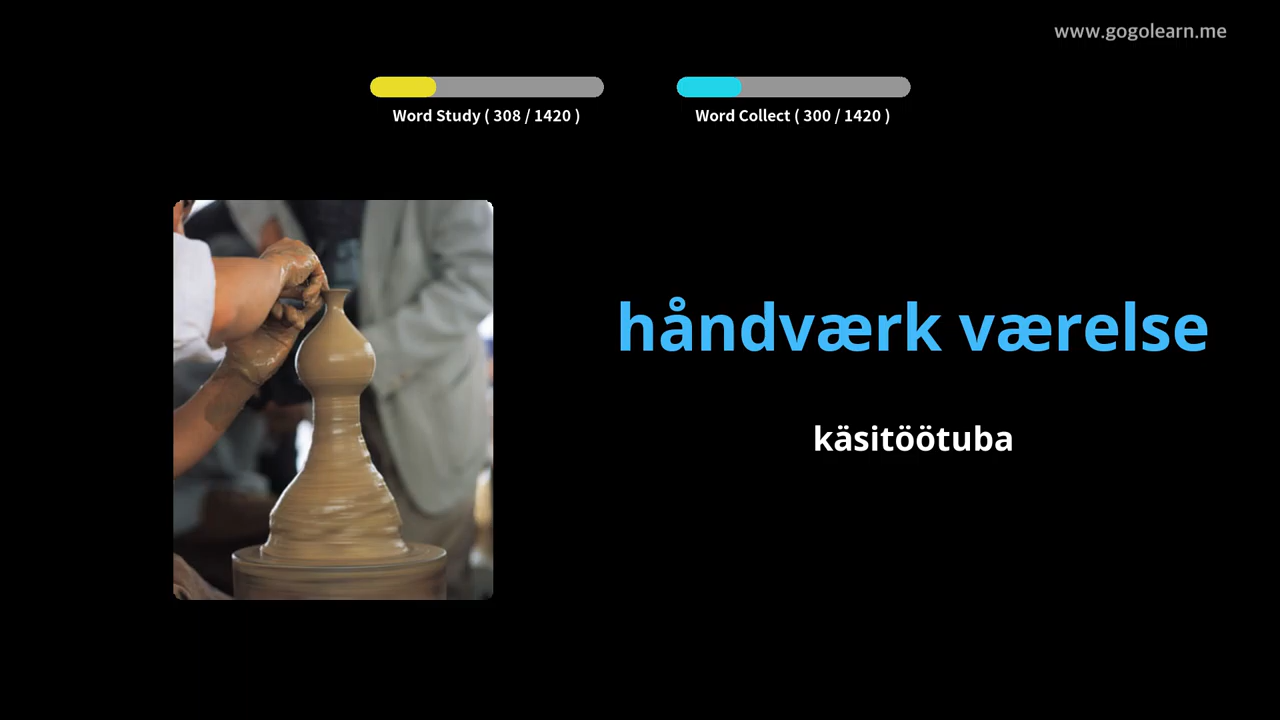 www.gogolearn.me
Word Study ( 308 / 1420 )
Word Collect ( 300 / 1420 )
håndværk værelse
käsitöötuba